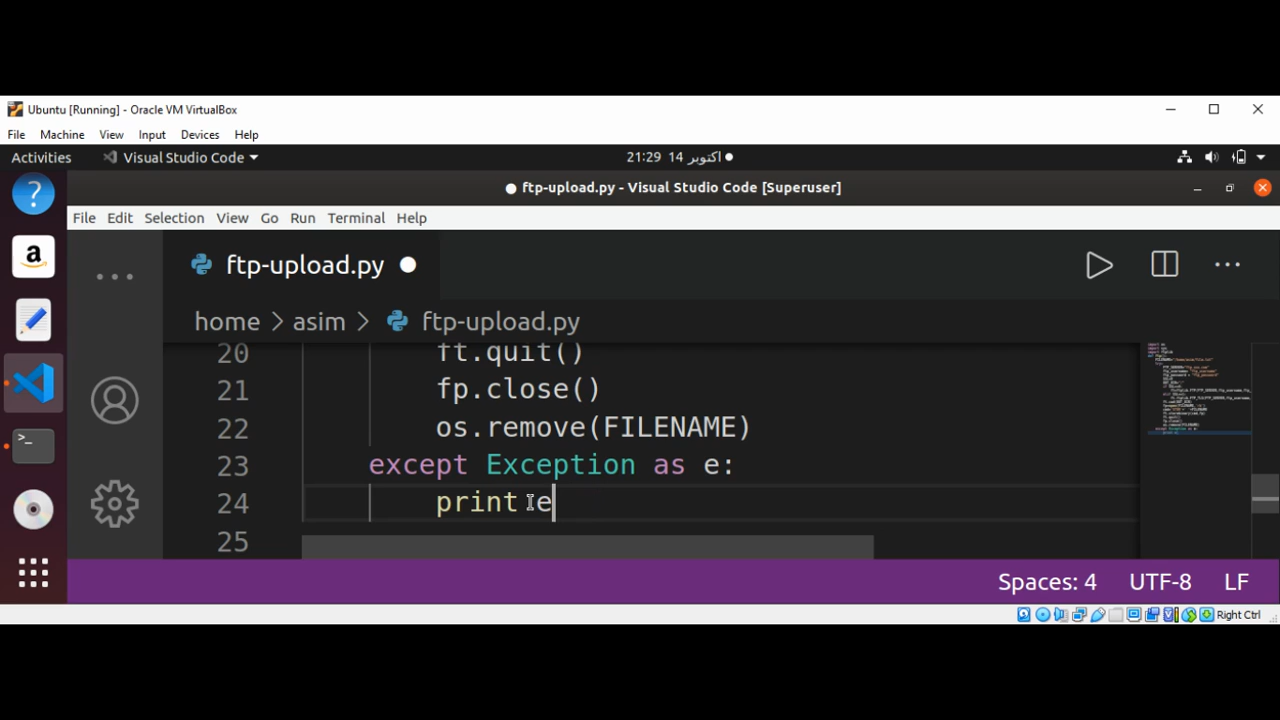 Ubuntu [Running] - Oracle VM VirtualBox
File Machine View Input Devices Help
Activities Visual Studio Code 21:29 14 اکتوبر
ftp-upload.py - Visual Studio Code [Superuser]
File Edit Selection View Go Run Terminal Help
ftp-upload.py
home > asim > ftp-upload.py
20 ft.quit()
21 fp.close()
22 os.remove(FILENAME)
23 except Exception as e:
24 print e
25
Spaces: 4 UTF-8 LF
Right Ctrl